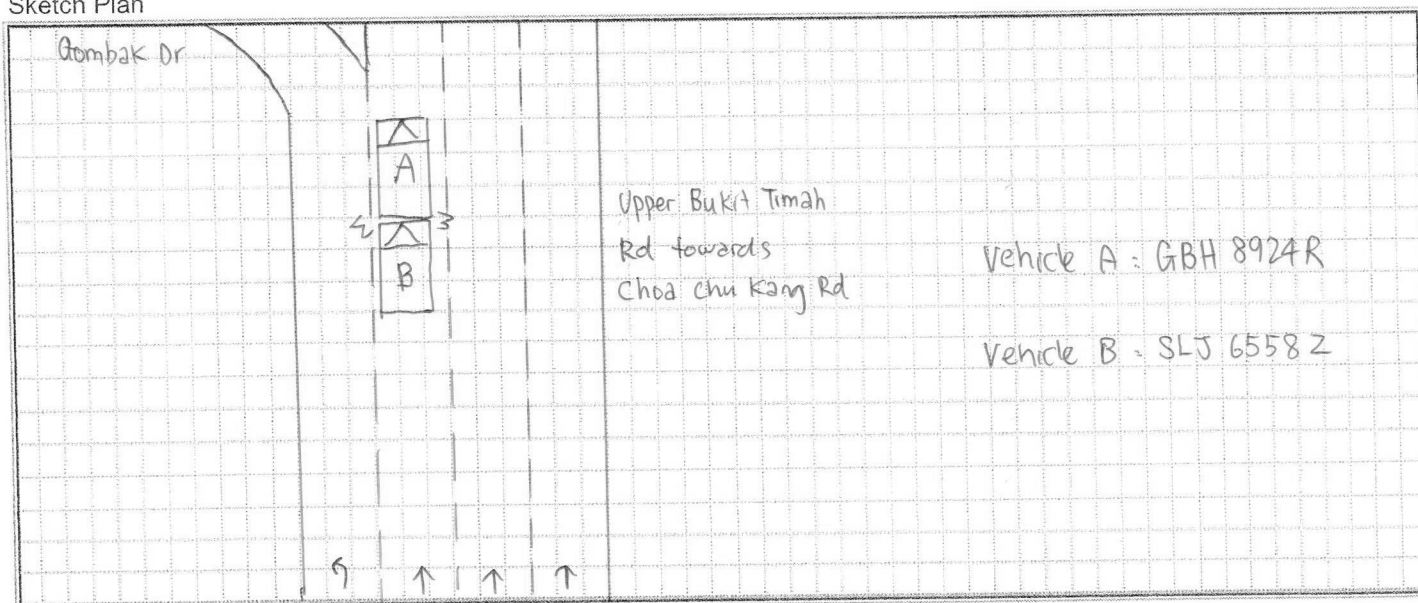 Sketch Plan
Gombak Dr
A
B
Upper Bukit Timah
Rd towards
Choa Chu Kang Rd
Vehicle A : GBH 8924R
Vehicle B : SLJ 6558Z